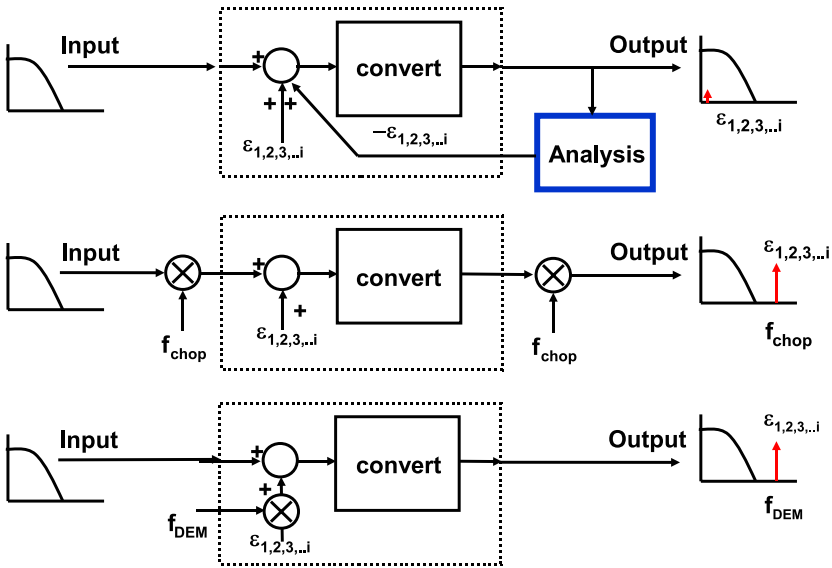 Input
+
convert
Output
+ +
ε1,2,3,..i
−ε1,2,3,..i
Analysis
ε1,2,3,..i
Input
+
convert
Output
ε1,2,3,..i
+
fchop
ε1,2,3,..i
fchop
fchop
Input
+
convert
Output
ε1,2,3,..i
+
fDEM
ε1,2,3,..i
fDEM